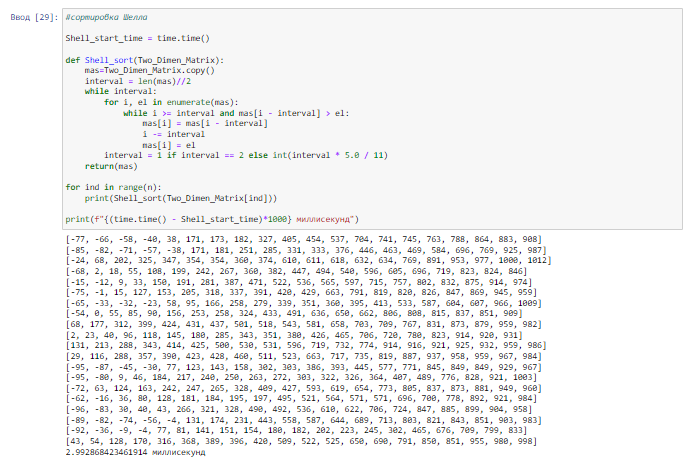 Ввод [29]: #сортировка Шелла
Shell_start_time = time.time()
def Shell_sort(Two_Dimen_Matrix):
    mas=Two_Dimen_Matrix.copy()
    interval = len(mas)//2
    while interval:
        for i, el in enumerate(mas):
            while i >= interval and mas[i - interval] > el:
                mas[i] = mas[i - interval]
                i -= interval
                mas[i] = el
        interval = 1 if interval == 2 else int(interval * 5.0 / 11)
    return(mas)
for ind in range(n):
    print(Shell_sort(Two_Dimen_Matrix[ind]))
print(f"{(time.time() - Shell_start_time)*1000} миллисекунд")
[-77, -66, -58, -40, 38, 171, 173, 182, 327, 405, 454, 537, 704, 741, 745, 763, 788, 864, 883, 908]
[-85, -82, -71, -57, -38, 171, 181, 251, 285, 331, 333, 376, 446, 463, 469, 584, 696, 769, 925, 987]
[-24, 68, 202, 325, 347, 354, 354, 360, 374, 610, 611, 618, 632, 634, 769, 891, 953, 977, 1000, 1012]
[-68, 2, 18, 55, 108, 199, 242, 267, 360, 382, 447, 494, 540, 596, 605, 696, 719, 823, 824, 846]
[-15, -12, 9, 33, 150, 191, 281, 387, 471, 522, 536, 565, 597, 715, 757, 802, 832, 875, 914, 974]
[-75, -1, 15, 127, 153, 205, 318, 337, 391, 420, 429, 663, 791, 819, 820, 826, 847, 869, 945, 959]
[-65, -33, -32, -23, 58, 95, 166, 258, 279, 339, 351, 360, 395, 413, 533, 587, 604, 607, 966, 1009]
[-54, 0, 55, 85, 90, 156, 253, 258, 324, 433, 491, 636, 650, 662, 806, 808, 815, 837, 851, 909]
[68, 177, 312, 399, 424, 431, 437, 501, 518, 543, 581, 658, 703, 709, 767, 831, 873, 879, 959, 982]
[2, 23, 40, 96, 118, 145, 180, 285, 343, 351, 380, 426, 465, 706, 720, 780, 823, 914, 920, 931]
[131, 213, 288, 343, 414, 425, 500, 530, 531, 596, 719, 732, 774, 914, 916, 921, 925, 932, 959, 986]
[29, 116, 288, 357, 390, 423, 428, 460, 511, 523, 663, 717, 735, 819, 887, 937, 958, 959, 967, 984]
[-95, -87, -45, -30, 77, 123, 143, 158, 302, 303, 386, 393, 445, 577, 771, 845, 849, 849, 929, 967]
[-95, -80, 9, 46, 184, 217, 240, 250, 263, 272, 303, 322, 326, 364, 407, 489, 776, 828, 921, 1003]
[-72, 63, 124, 163, 242, 247, 265, 328, 409, 427, 593, 619, 654, 773, 805, 837, 873, 881, 949, 960]
[-62, -16, 36, 80, 128, 181, 184, 195, 197, 495, 521, 564, 571, 571, 696, 700, 778, 892, 921, 984]
[-96, -83, 30, 40, 43, 266, 321, 328, 490, 492, 536, 610, 622, 706, 724, 847, 885, 899, 904, 958]
[-89, -82, -74, -56, -4, 131, 174, 231, 443, 558, 587, 644, 689, 713, 803, 821, 843, 851, 903, 983]
[-92, -36, -9, -4, 77, 81, 141, 151, 154, 180, 182, 202, 223, 245, 302, 465, 676, 709, 799, 833]
[43, 54, 128, 170, 316, 368, 389, 396, 420, 509, 522, 525, 650, 690, 791, 850, 851, 955, 980, 998]
2.992868423461914 миллисекунд